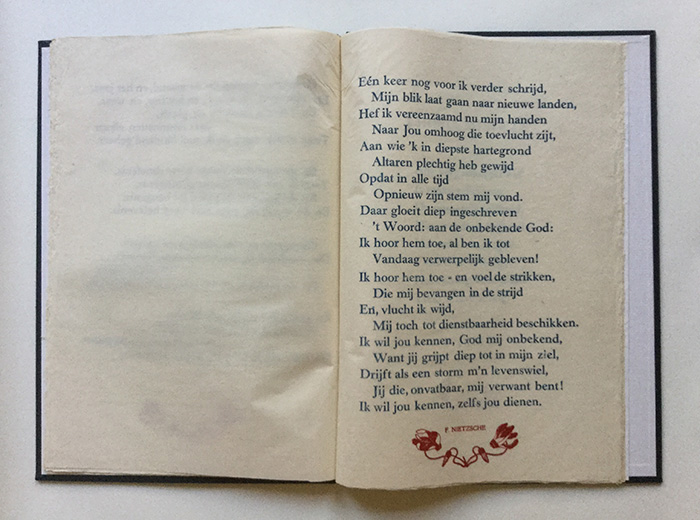 Eén keer nog voor ik verder schrijd,
Mijn blik laat gaan naar nieuwe landen,
Hef ik vereenzaamd nu mijn handen
Naar Jou omhoog die toevlucht zijt,
Aan wie 'k in diepste hartegrond
Altaren plechtig heb gewijd
Opdat in alle tijd
Opnieuw zijn stem mij vond.
Daar gloeit diep ingeschreven
't Woord: aan de onbekende God:
Ik hoor hem toe, al ben ik tot
Vandaag verwerpelijk gebleven!
Ik hoor hem toe - en voel de strikken,
Die mij bevangen in de strijd
En, vlucht ik wijd,
Mij toch tot dienstbaarheid beschikken.
Ik wil jou kennen, God mij onbekend,
Want jij grijpt diep tot in mijn ziel,
Drijft als een storm m'n levenswiel,
Jij die, onvatbaar, mij verwant bent!
Ik wil jou kennen, zelfs jou dienen.
F. NIETZSCHE